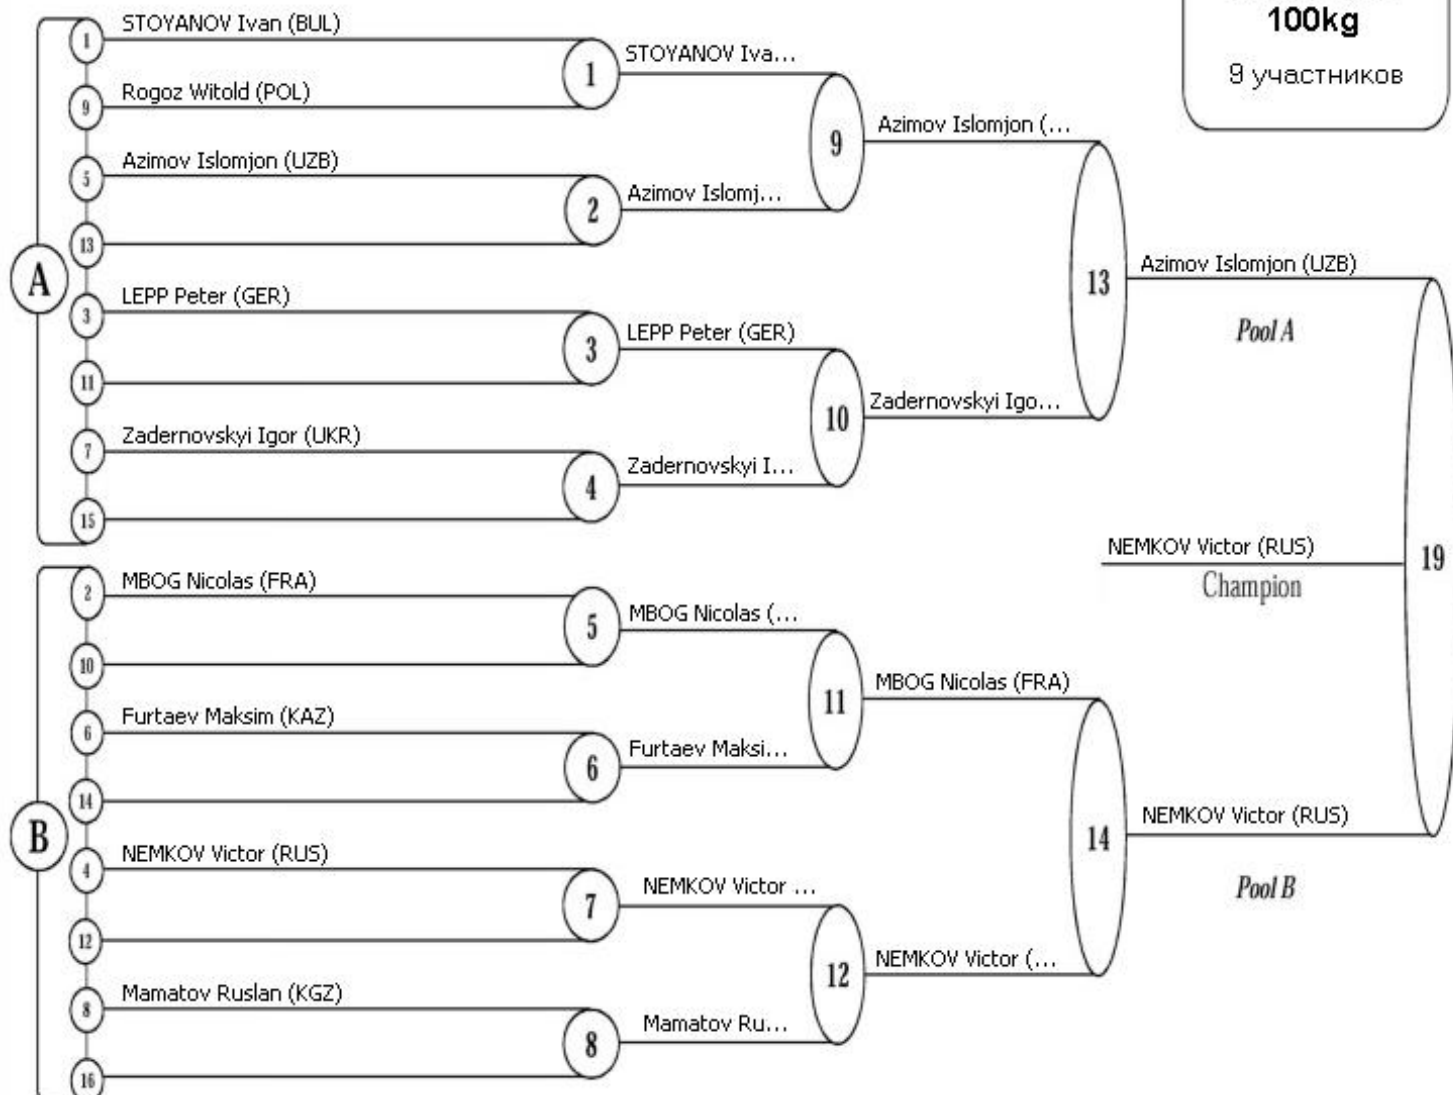 100kg
9 участников
A
1
STOYANOV Ivan (BUL)
9
Rogoz Witold (POL)
5
Azimov Islomjon (UZB)
13
3
LEPP Peter (GER)
11
7
Zadernovskyi Igor (UKR)
15
B
2
MBOG Nicolas (FRA)
10
6
Furtaev Maksim (KAZ)
14
4
NEMKOV Victor (RUS)
12
8
Mamatov Ruslan (KGZ)
16
1
STOYANOV Iva...
2
Azimov Islomj...
3
LEPP Peter (GER)
4
Zadernovskyi I...
5
MBOG Nicolas (...
6
Furtaev Maksi...
7
NEMKOV Victor ...
8
Mamatov Ru...
9
Azimov Islomjon (...
10
Zadernovskyi Igo...
11
MBOG Nicolas (FRA)
12
NEMKOV Victor (...
13
Azimov Islomjon (UZB)
Pool A
14
NEMKOV Victor (RUS)
Pool B
19
NEMKOV Victor (RUS)
Champion